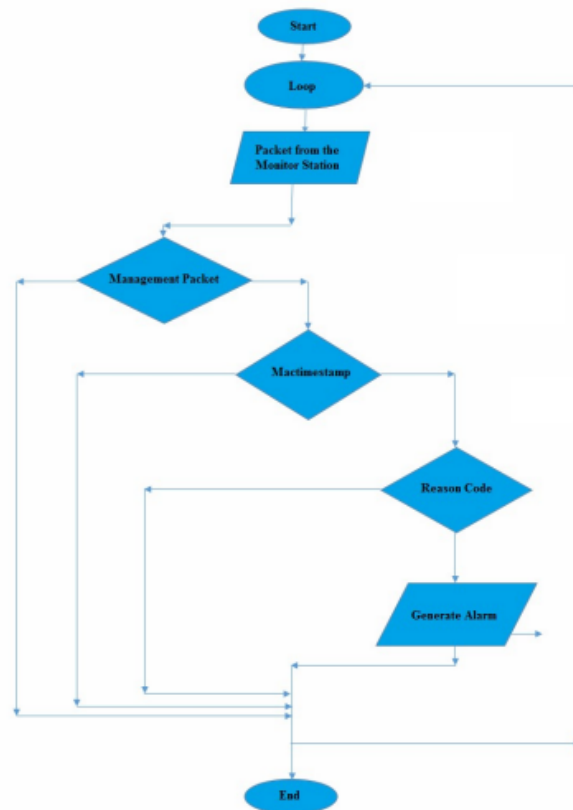 Start
Loop
Packet from the
Monitor Station
Management Packet
Mactimestamp
Reason Code
Generate Alarm
End